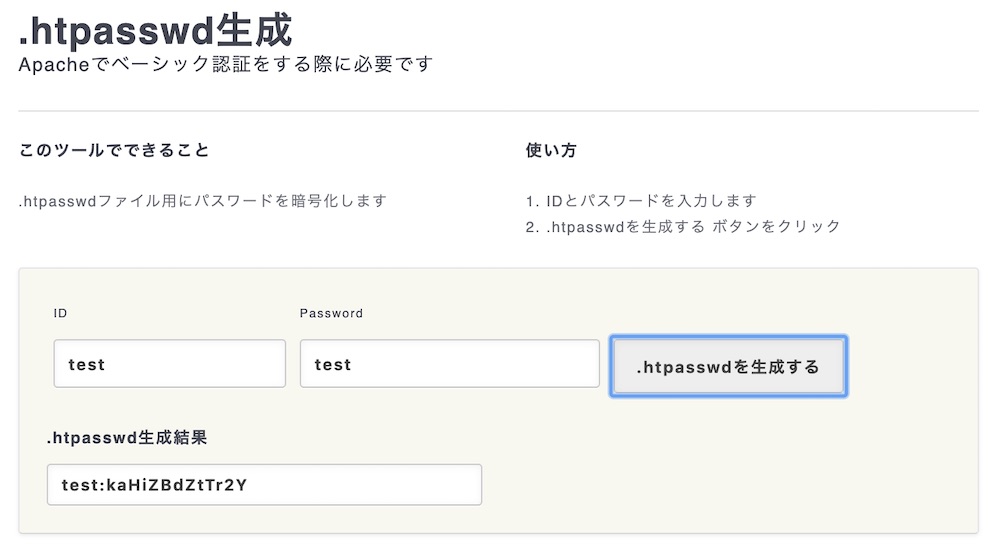 .htpasswd生成
Apacheでベーシック認証をする際に必要です
このツールでできること
.htpasswdファイル用にパスワードを暗号化します
使い方
1. IDとパスワードを入力します
2. .htpasswdを生成する ボタンをクリック
ID
Password
test
test
.htpasswdを生成する
.htpasswd生成結果
test:kaHiZBdZtTr2Y